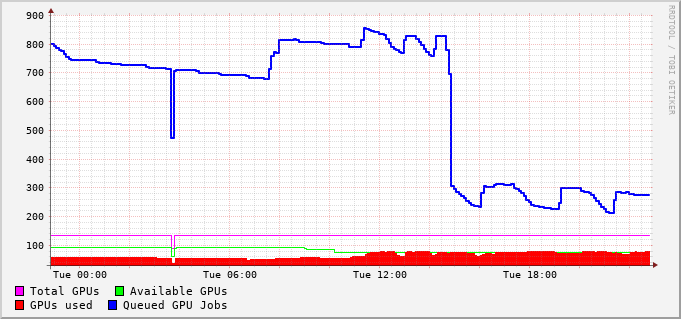 900
800
700
600
500
400
300
200
100
Tue 00:00 Tue 06:00 Tue 12:00 Tue 18:00
Total GPUs Available GPUs
GPUs used Queued GPU Jobs
RRDTOOL / TOBI OETIKER